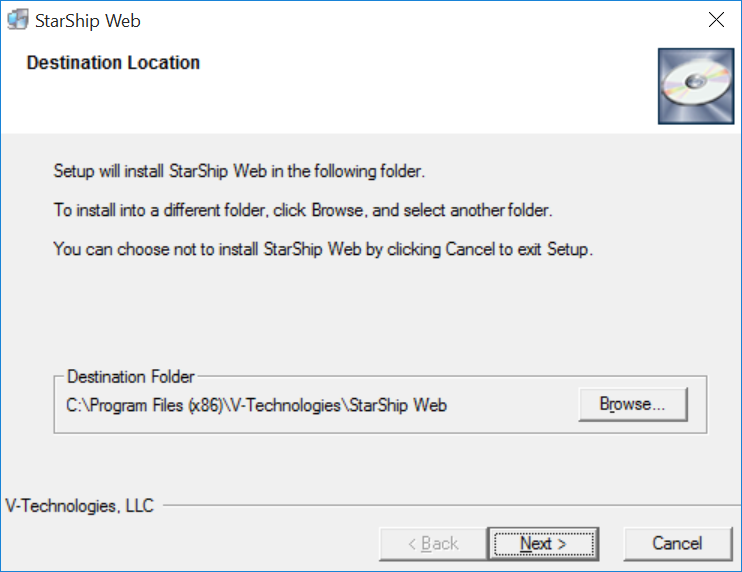 StarShip Web
Destination Location
Setup will install StarShip Web in the following folder.
To install into a different folder, click Browse, and select another folder.
You can choose not to install StarShip Web by clicking Cancel to exit Setup.
Destination Folder
C:\Program Files (x86)\V-Technologies\StarShip Web
Browse...
V-Technologies, LLC
< Back
Next >
Cancel